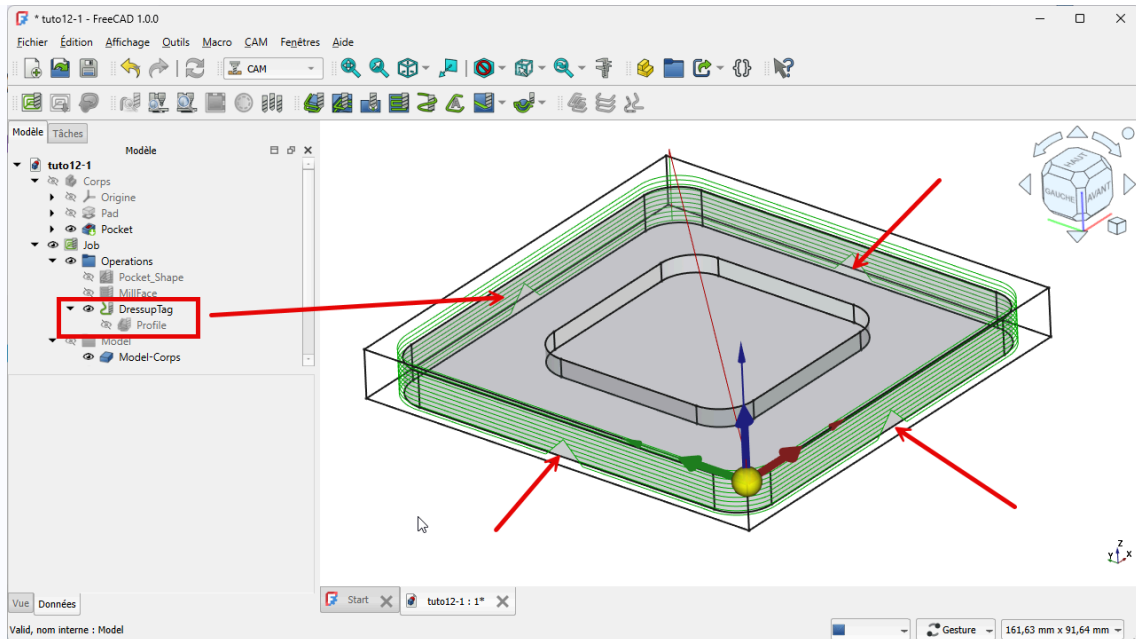 * tuto12-1 - FreeCAD 1.0.0
Fichier Édition Affichage Outils Macro CAM Fenêtres Aide
CAM
Modèle Tâches
Modèle
tuto12-1
Corps
Origine
Pad
Pocket
Job
Operations
Pocket_Shape
MillFace
DressupTag
Profile
Model
Model-Corps
HAUT
GAUCHE AVANT
Z
Y X
Vue Données
Start tuto12-1 : 1*
Valid, nom interne : Model
Gesture 161,63 mm x 91,64 mm